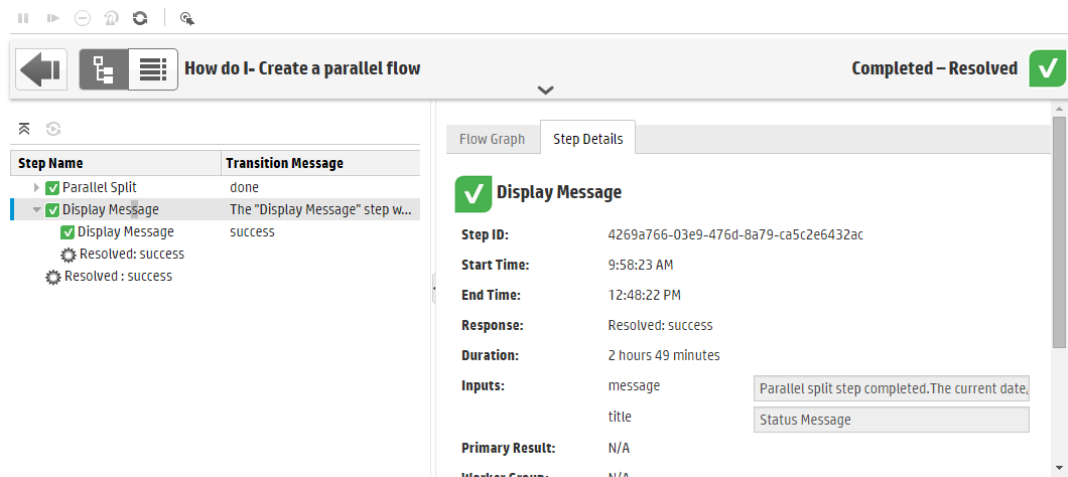 How do I- Create a parallel flow
Completed – Resolved
Flow Graph
Step Details
Step Name
Transition Message
Parallel Split
done
Display Message
The "Display Message" step w...
Display Message
success
Resolved: success
Resolved : success
Display Message
Step ID:
4269a766-03e9-476d-8a79-ca5c2e6432ac
Start Time:
9:58:23 AM
End Time:
12:48:22 PM
Response:
Resolved: success
Duration:
2 hours 49 minutes
Inputs:
message
Parallel split step completed.The current date,
title
Status Message
Primary Result:
N/A
Worker Group:
N/A